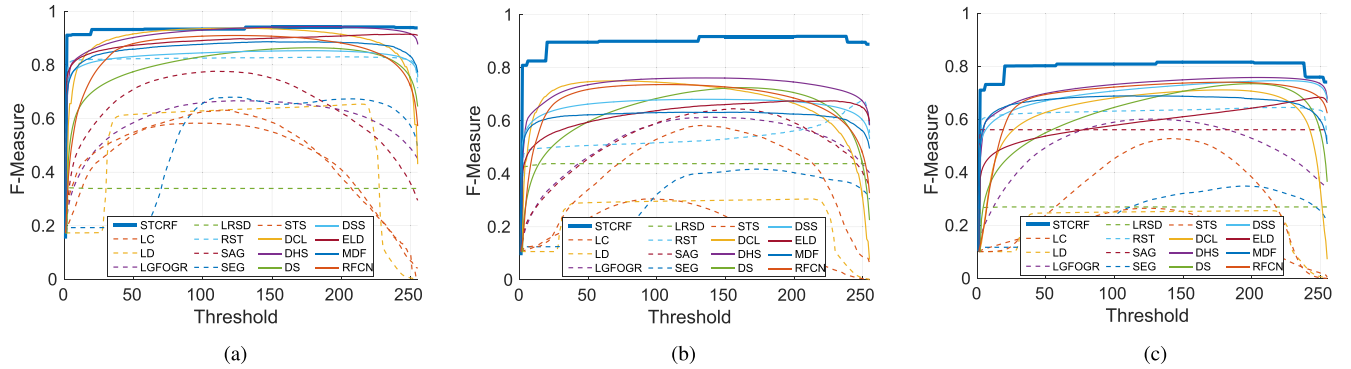 1
0.8
0.6
0.4
0.2
0
F-Measure
STCRF LRSD STS DSS
LC RST DCL ELD
LD SAG DHS MDF
LGFOGR SEG DS RFCN
0 50 100 150 200 250
Threshold
(a)
1
0.8
0.6
0.4
0.2
0
F-Measure
STCRF LRSD STS DSS
LC RST DCL ELD
LD SAG DHS MDF
LGFOGR SEG DS RFCN
0 50 100 150 200 250
Threshold
(b)
1
0.8
0.6
0.4
0.2
0
F-Measure
STCRF LRSD STS DSS
LC RST DCL ELD
LD SAG DHS MDF
LGFOGR SEG DS RFCN
0 50 100 150 200 250
Threshold
(c)